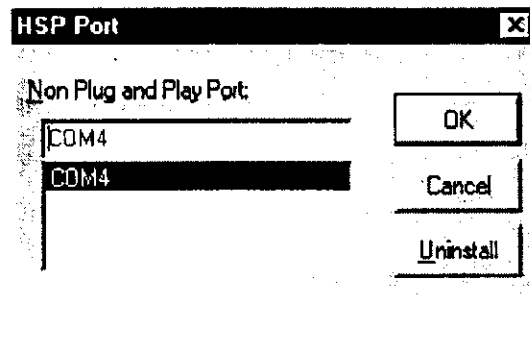 HSP Port
Non Plug and Play Port:
COM4
COM4
OK
Cancel
Uninstall